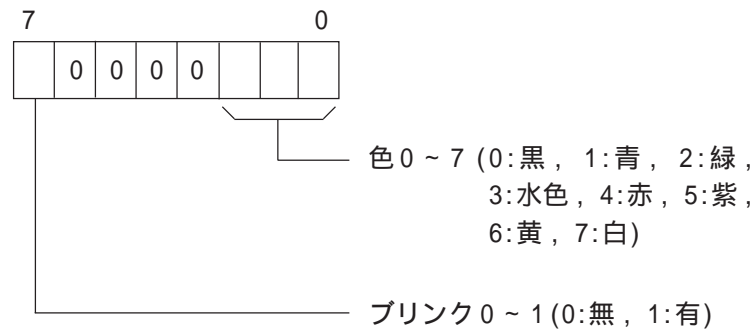 7 0
0 0 0 0
色0 ~ 7 (0:黒, 1:青, 2:緑,
3:水色, 4:赤, 5:紫,
6:黄, 7:白)
ブリンク0 ~ 1 (0:無, 1:有)